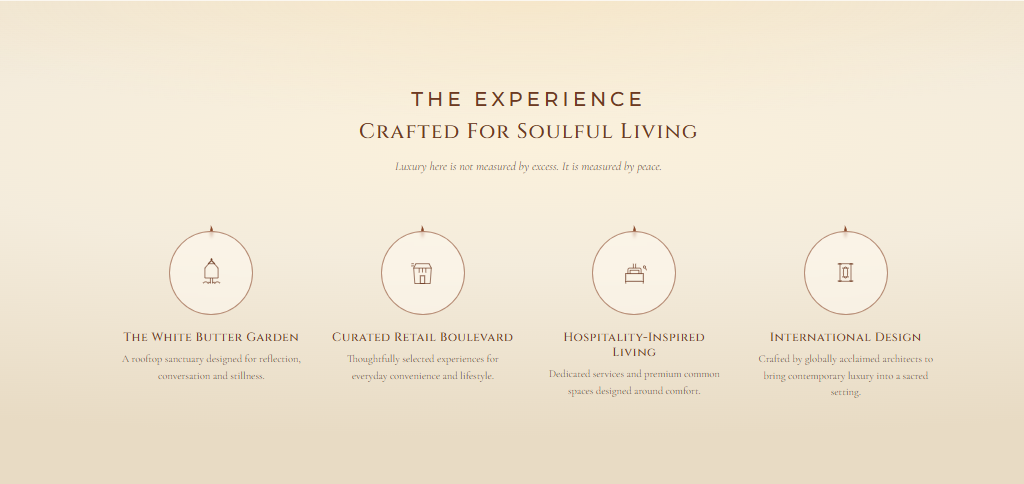 THE EXPERIENCE
Crafted For Soulful Living
Luxury here is not measured by excess. It is measured by peace.
The White Butter Garden
A rooftop sanctuary designed for reflection,
conversation and stillness.
Curated Retail Boulevard
Thoughtfully selected experiences for
everyday convenience and lifestyle.
Hospitality-Inspired
Living
Dedicated services and premium common
spaces designed around comfort.
International Design
Crafted by globally acclaimed architects to
bring contemporary luxury into a sacred
setting.